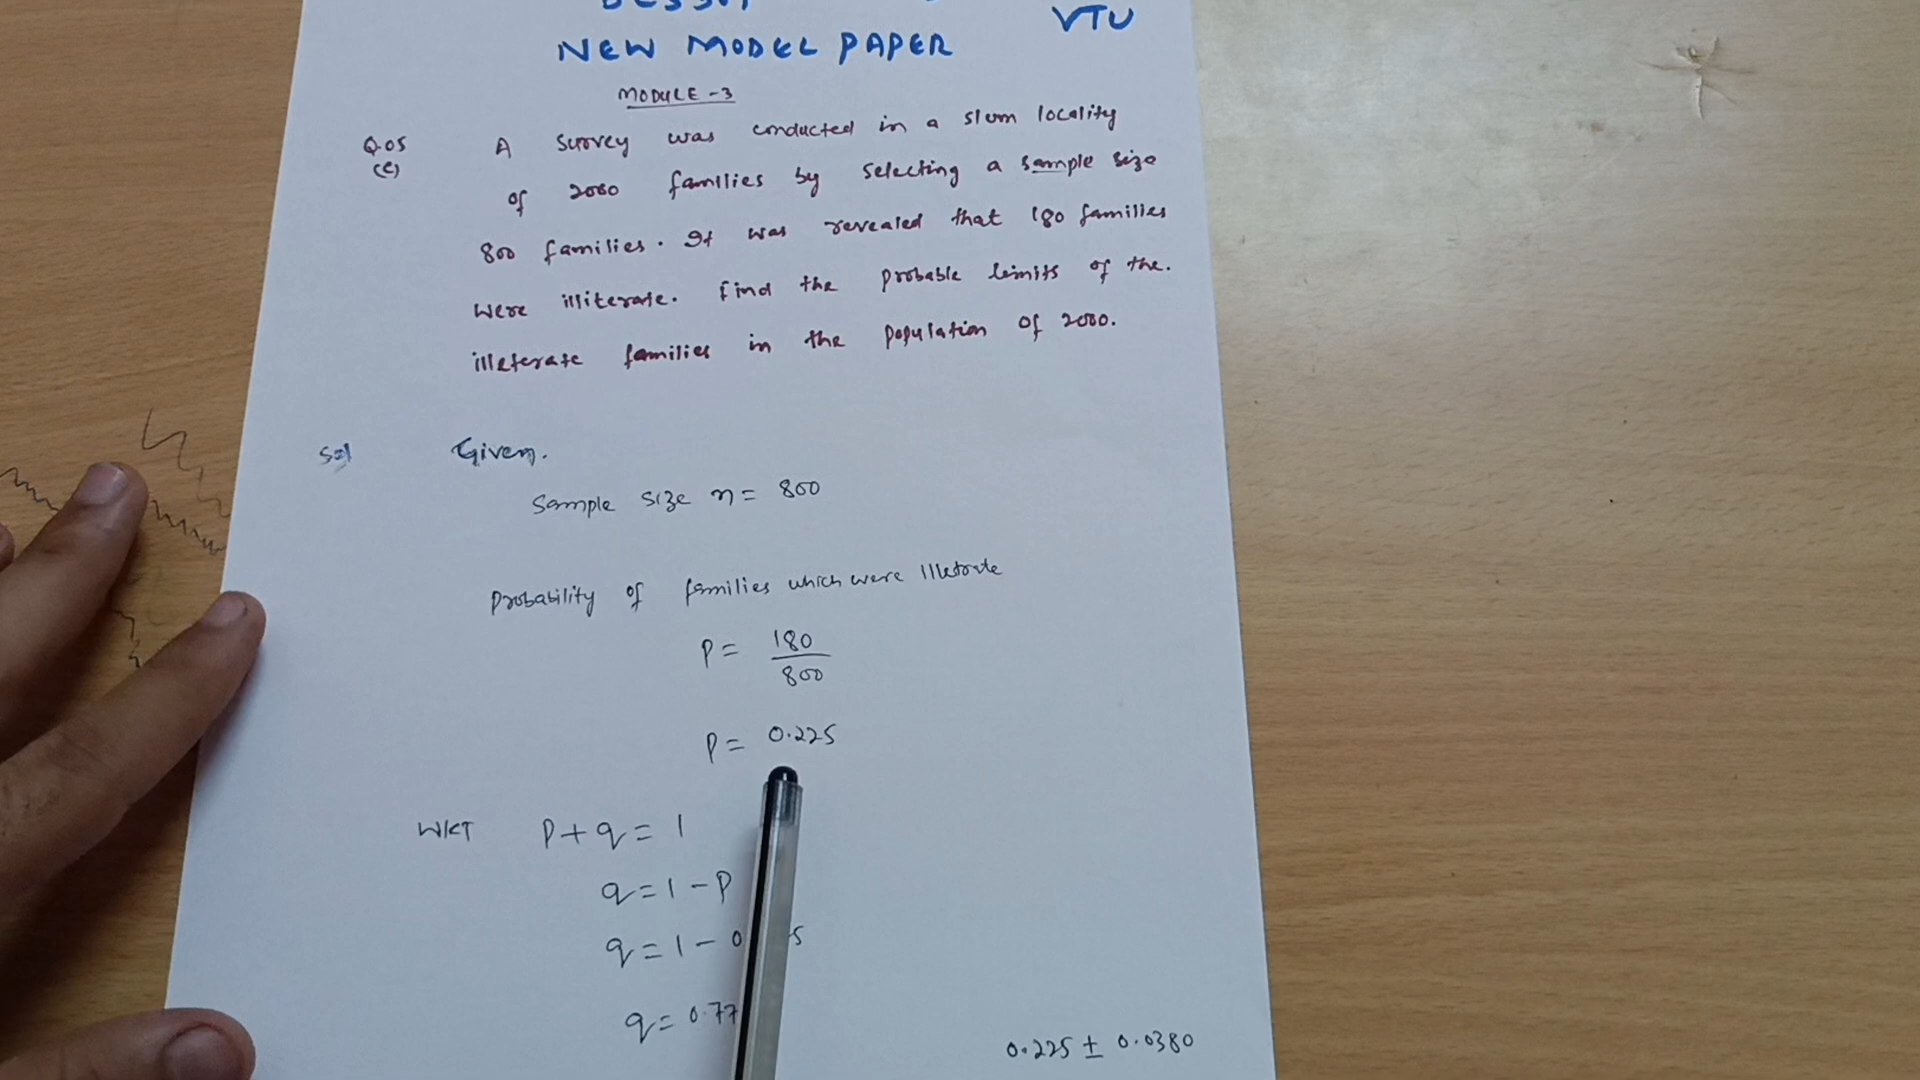 VTU
NEW MODEL PAPER
MODULE-3
Q.05 A survey was conducted in a slum locality
(c) of 2000 families by selecting a sample size
800 families. It was revealed that 180 families
were illiterate. Find the probable limits of the.
illeterate families in the population of 2000.
Sol Given.
Sample size n = 800
Probability of families which were Illetrate
P = 180
800
P = 0.225
WKT P + q = 1
q = 1 - P
q = 1 - 0
q = 0.77
0.225 ± 0.0380